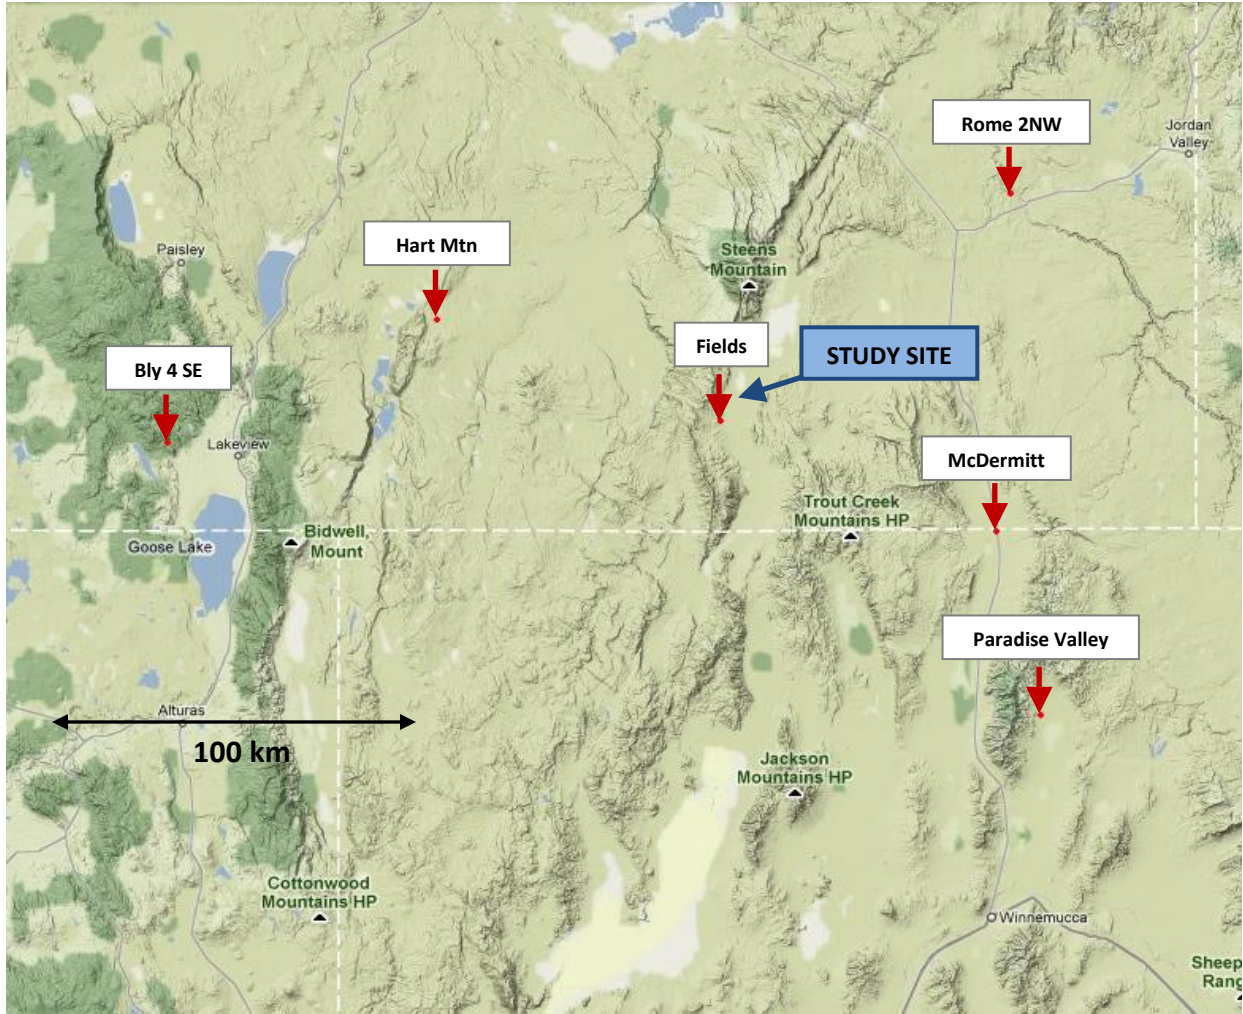 Rome 2NW
Jordan
Valley
Hart Mtn
Paisley
Steens
Mountain
Fields
STUDY SITE
Bly 4 SE
Lakeview
McDermitt
Trout Creek
Mountains HP
Bidwell,
Mount
Goose Lake
Paradise Valley
Alturas
100 km
Jackson
Mountains HP
Cottonwood
Mountains HP
Winnemucca
Sheep
Rang